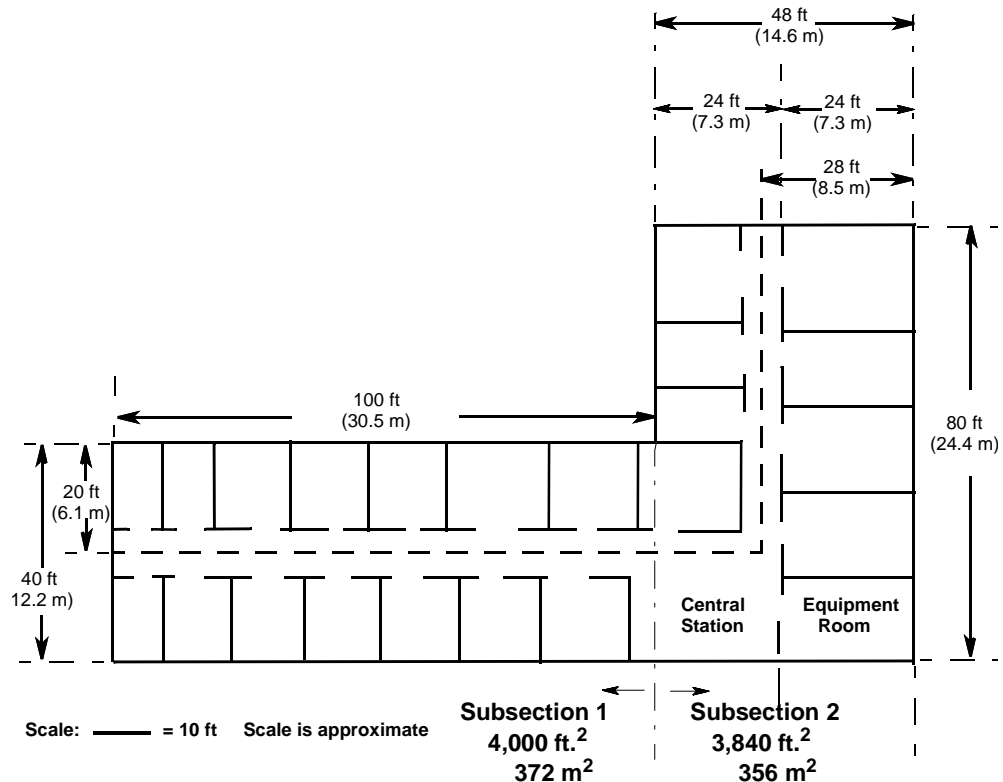 48 ft
(14.6 m)
24 ft
(7.3 m)
24 ft
(7.3 m)
28 ft
(8.5 m)
100 ft
(30.5 m)
80 ft
(24.4 m)
20 ft
(6.1 m)
40 ft
12.2 m)
Central
Station
Equipment
Room
Scale: = 10 ft Scale is approximate
Subsection 1
4,000 ft.²
372 m²
Subsection 2
3,840 ft.²
356 m²